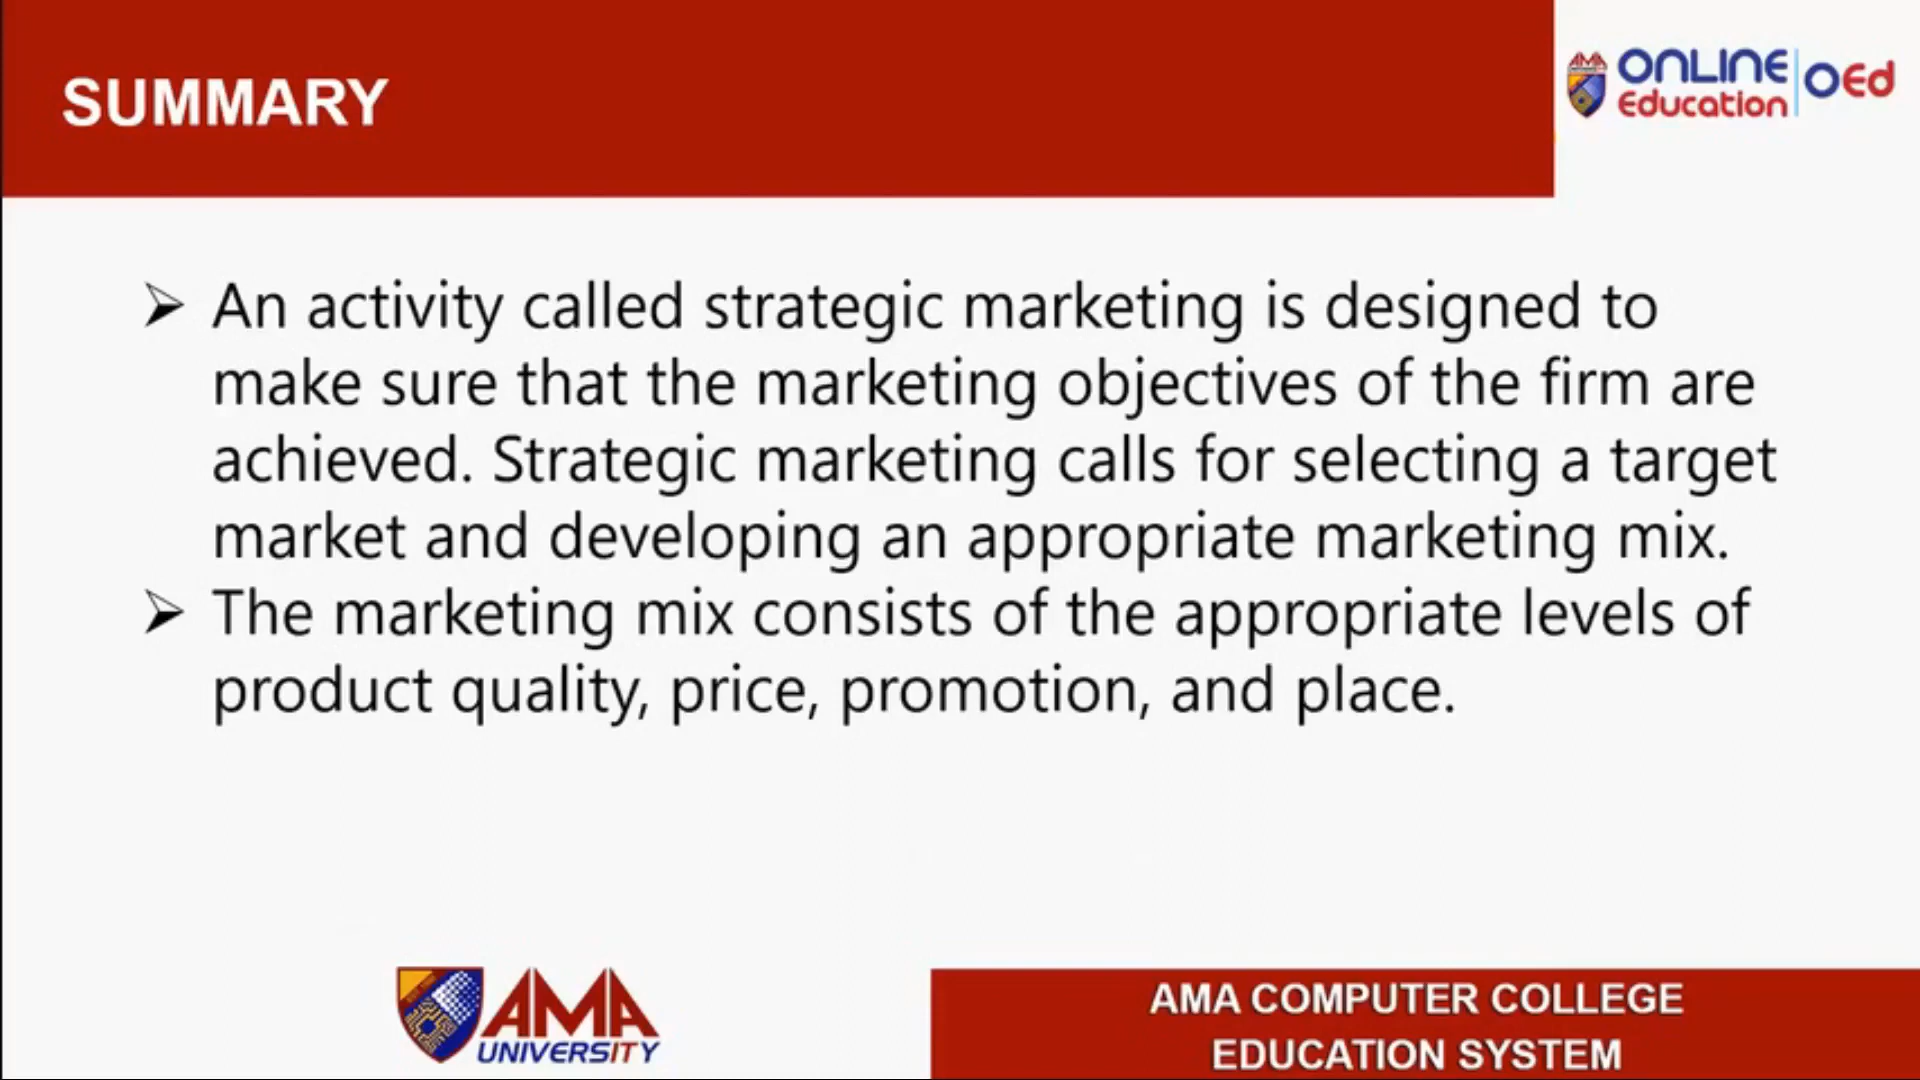 SUMMARY
AMA
ONLINE
Education
OEd
➢ An activity called strategic marketing is designed to
make sure that the marketing objectives of the firm are
achieved. Strategic marketing calls for selecting a target
market and developing an appropriate marketing mix.
➢ The marketing mix consists of the appropriate levels of
product quality, price, promotion, and place.
AMA
UNIVERSITY
AMA COMPUTER COLLEGE
EDUCATION SYSTEM